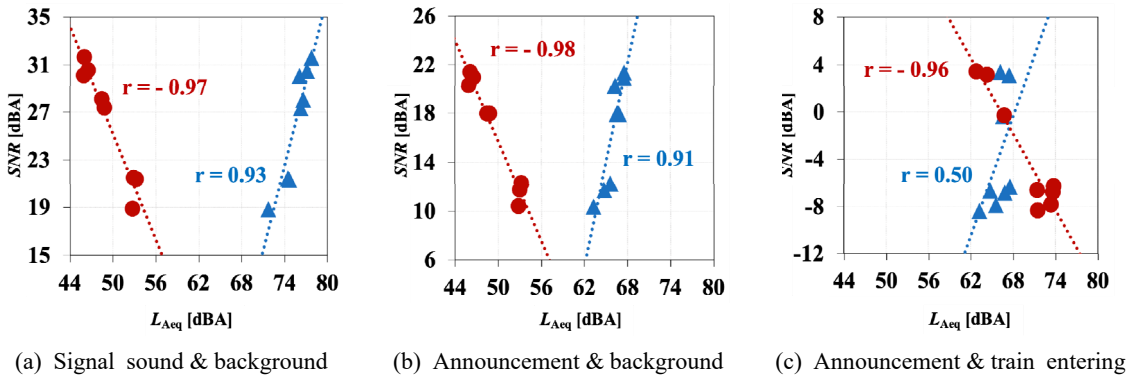 35
31
27
23
19
15
SNR [dBA]
r = - 0.97
r = 0.93
44 50 56 62 68 74 80
LAeq [dBA]
(a) Signal sound & background
26
22
18
14
10
6
SNR [dBA]
r = - 0.98
r = 0.91
44 50 56 62 68 74 80
LAeq [dBA]
(b) Announcement & background
8
4
0
-4
-8
-12
SNR [dBA]
r = - 0.96
r = 0.50
44 50 56 62 68 74 80
LAeq [dBA]
(c) Announcement & train entering